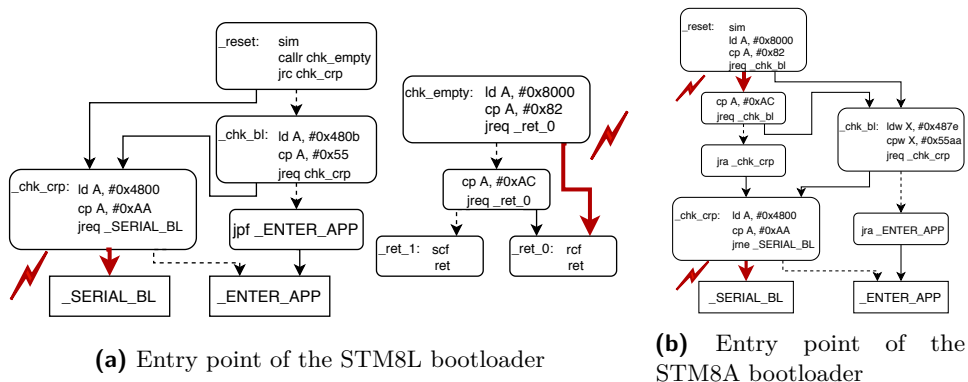 _reset: sim
callr chk_empty
jrc chk_crp
_chk_bl: ld A, #0x480b
cp A, #0x55
jreq chk_crp
_chk_crp: ld A, #0x4800
cp A, #0xAA
jreq _SERIAL_BL
jpf _ENTER_APP
_SERIAL_BL
_ENTER_APP
chk_empty: ld A, #0x8000
cp A, #0x82
jreq _ret_0
cp A, #0xAC
jreq _ret_0
_ret_1: scf
ret
_ret_0: rcf
ret
(a) Entry point of the STM8L bootloader
_reset: sim
ld A, #0x8000
cp A, #0x82
jreq _chk_bl
cp A, #0xAC
jreq _chk_bl
_chk_bl: ldw X, #0x487e
cpw X, #0x55aa
jreq _chk_crp
jra _chk_crp
_chk_crp: ld A, #0x4800
cp A, #0xAA
jrne _SERIAL_BL
jra _ENTER_APP
_SERIAL_BL
_ENTER_APP
(b) Entry point of the
STM8A bootloader